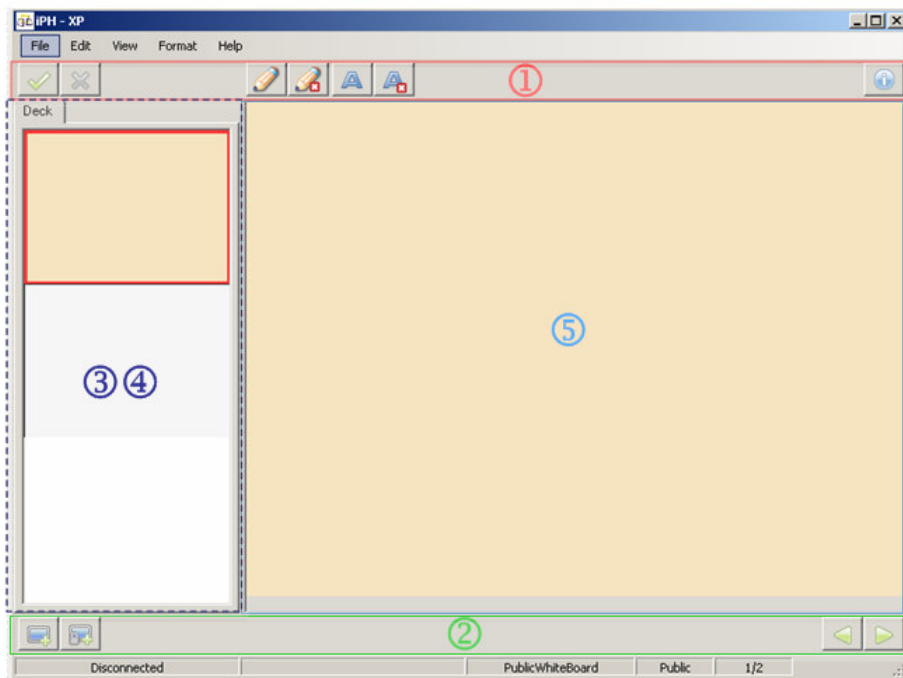 iPH - XP
File Edit View Format Help
①
Deck
③④
⑤
②
Disconnected PublicWhiteBoard Public 1/2